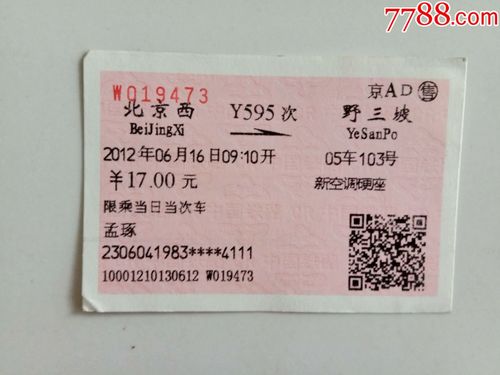 7788.com
W019473
京AD售
北京西 Y595次 野三坡
BeiJingXi YeSanPo
2012年06月16日09:10开 05车103号
￥17.00元 新空调硬座
限乘当日当次车
孟琢
2306041983****4111
10001210130612 W019473